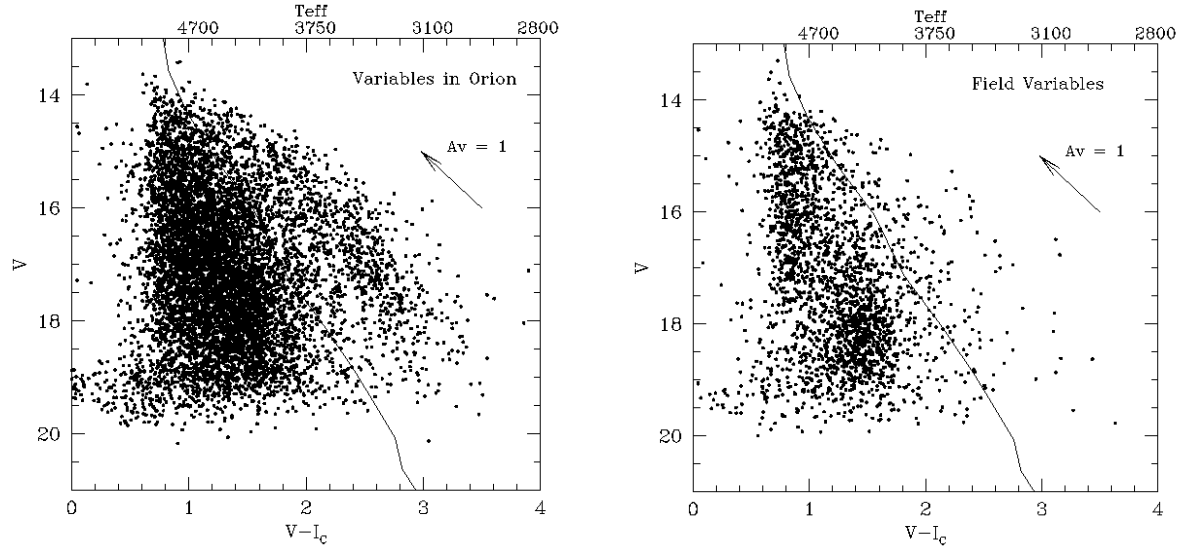 Teff
4700 3750 3100 2800
Variables in Orion
Av = 1
14
16
18
20
V
0 1 2 3 4
V−I_C
Teff
4700 3750 3100 2800
Field Variables
Av = 1
14
16
18
20
V
0 1 2 3 4
V−I_C